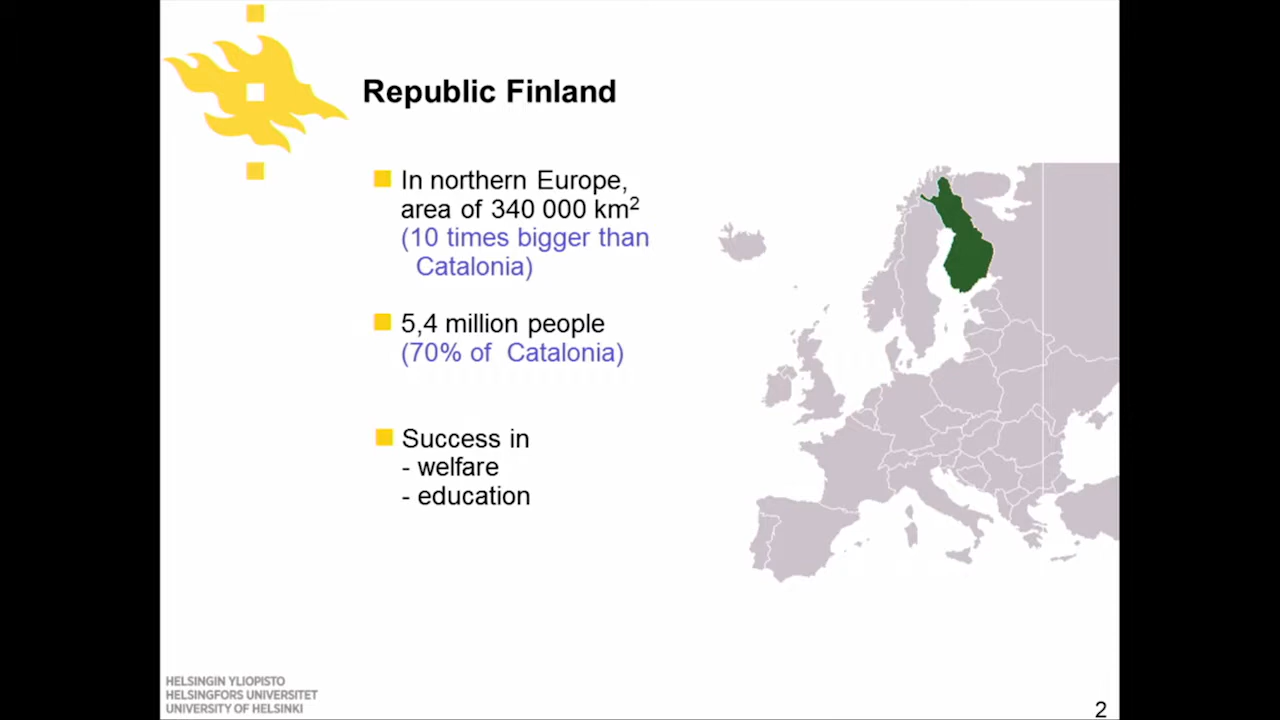 Republic Finland
In northern Europe,
area of 340 000 km²
(10 times bigger than
Catalonia)
5,4 million people
(70% of Catalonia)
Success in
- welfare
- education
HELSINGIN YLIOPISTO
HELSINGFORS UNIVERSITET
UNIVERSITY OF HELSINKI
2